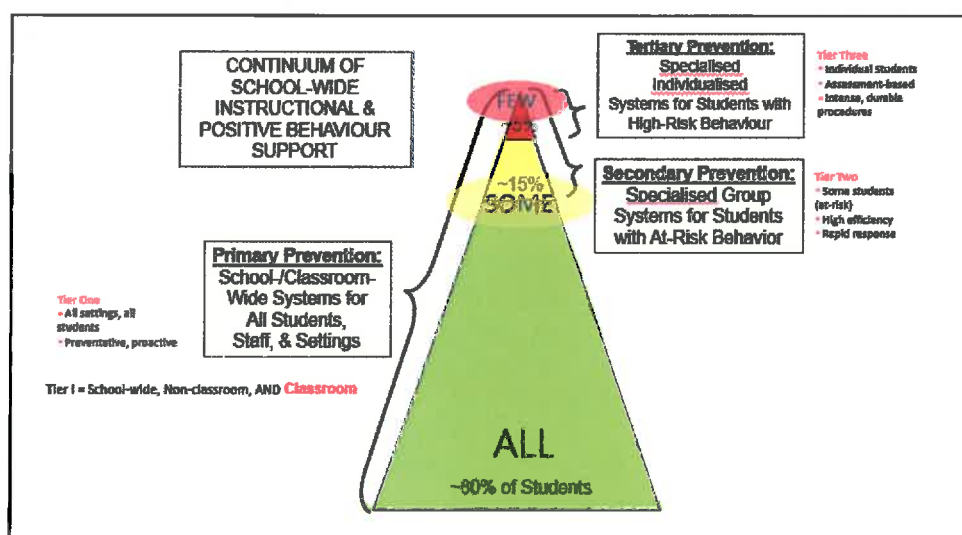 CONTINUUM OF
SCHOOL-WIDE
INSTRUCTIONAL &
POSITIVE BEHAVIOUR
SUPPORT
Tertiary Prevention:
Specialised
Individualised
Systems for Students with
High-Risk Behaviour
Tier Three
• Individual Students
• Assessment-based
• Intense, durable
procedures
FEW
~15%
SOME
Secondary Prevention:
Specialised Group
Systems for Students
with At-Risk Behavior
Tier Two
• Some students
(at-risk)
• High efficiency
• Rapid response
Primary Prevention:
School-/Classroom-
Wide Systems for
All Students,
Staff, & Settings
Tier One
• All settings, all
students
• Preventative, proactive
Tier I = School-wide, Non-classroom, AND Classroom
ALL
~80% of Students